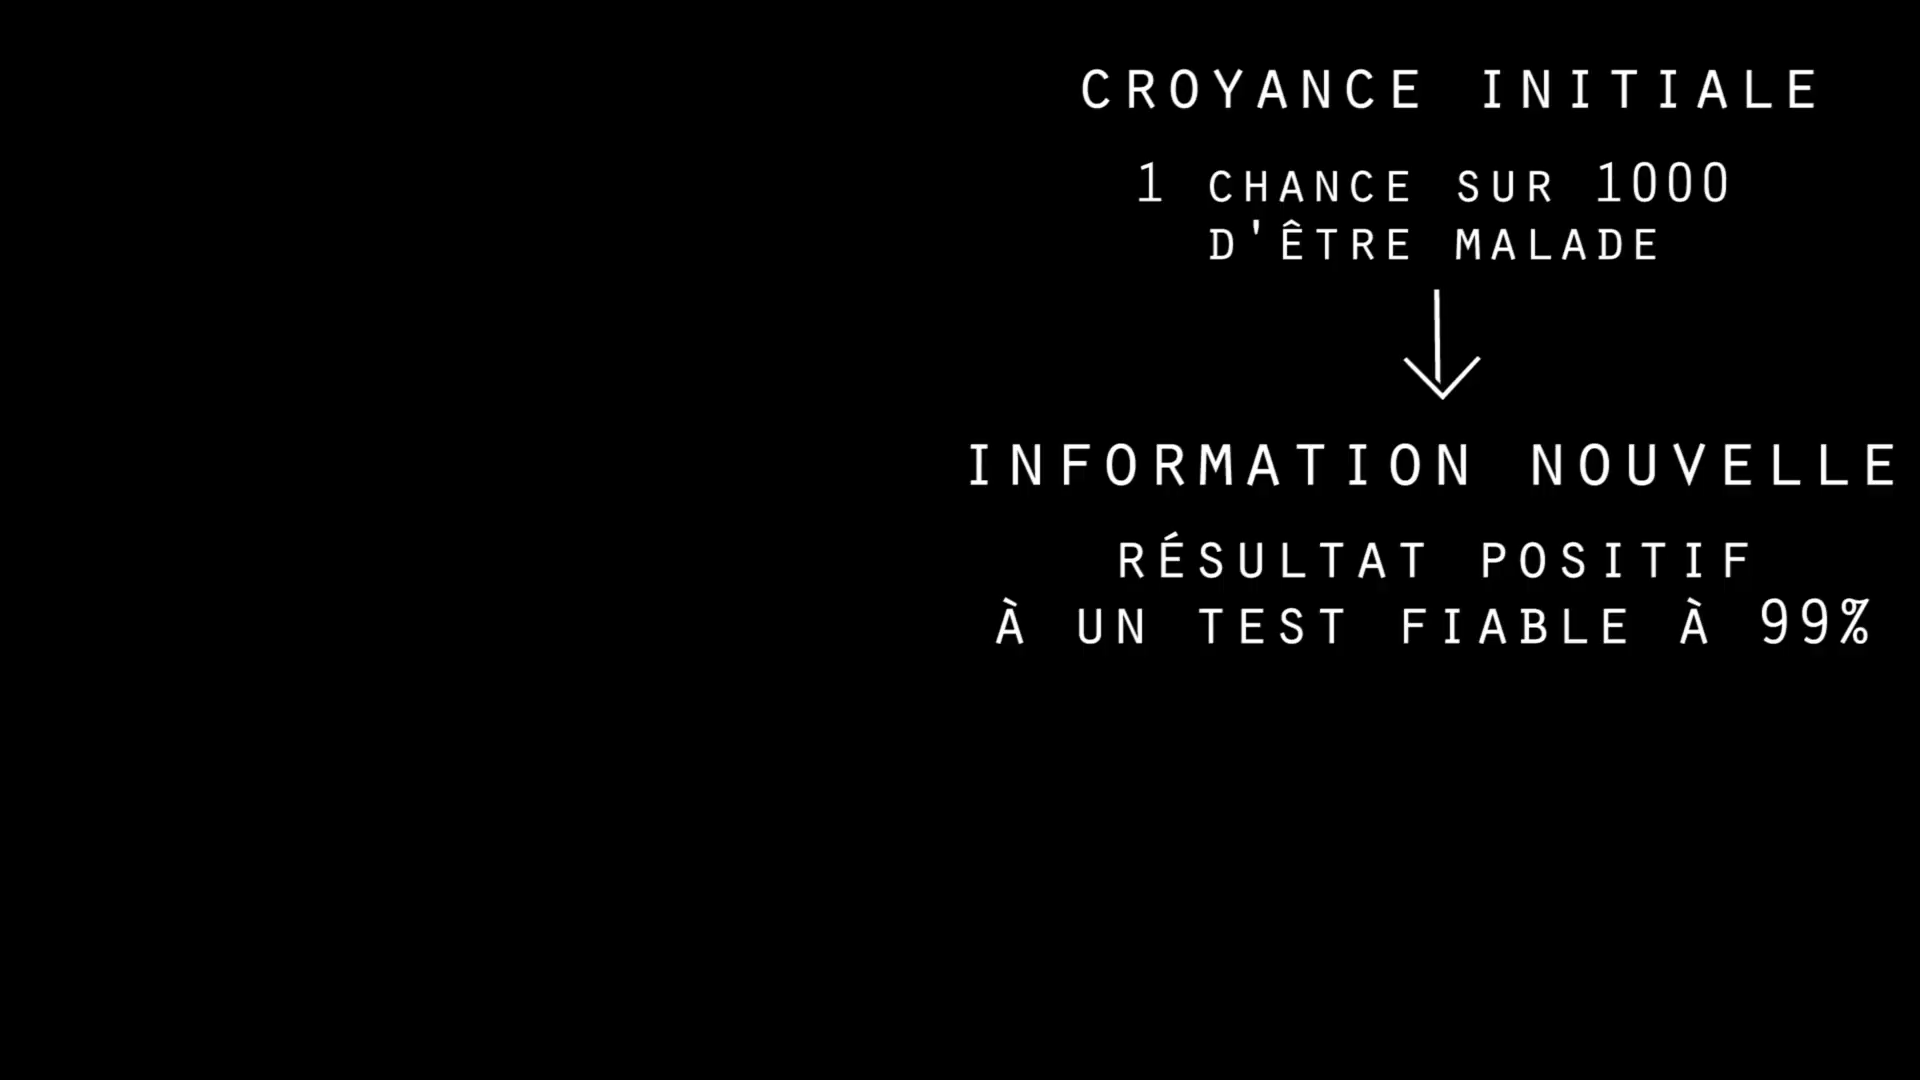 CROYANCE INITIALE
1 CHANCE SUR 1000
D'ÊTRE MALADE
INFORMATION NOUVELLE
RÉSULTAT POSITIF
À UN TEST FIABLE À 99%